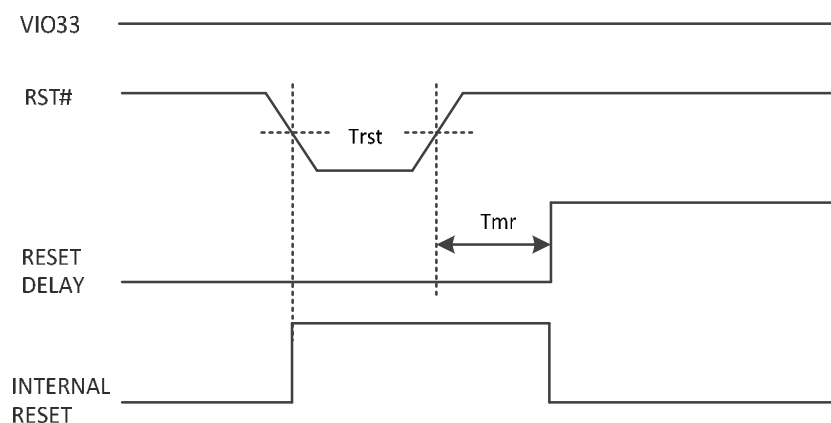 VIO33
RST#
Trst
Tmr
RESET
DELAY
INTERNAL
RESET